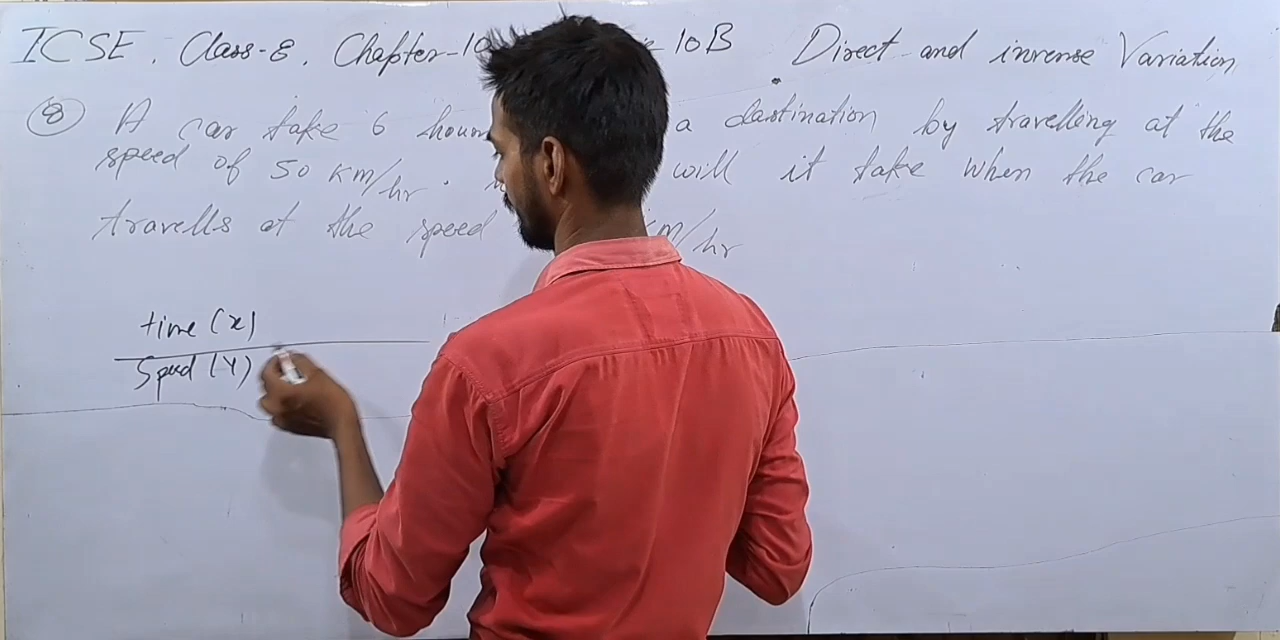 ICSE. Class-8. Chapter-10 10B Direct and inverse Variation
8 A car take 6 hour a dastination by travelling at the
speed of 50 km/hr. will it take when the car
travells at the speed km/hr
time (x)
Speed (Y)